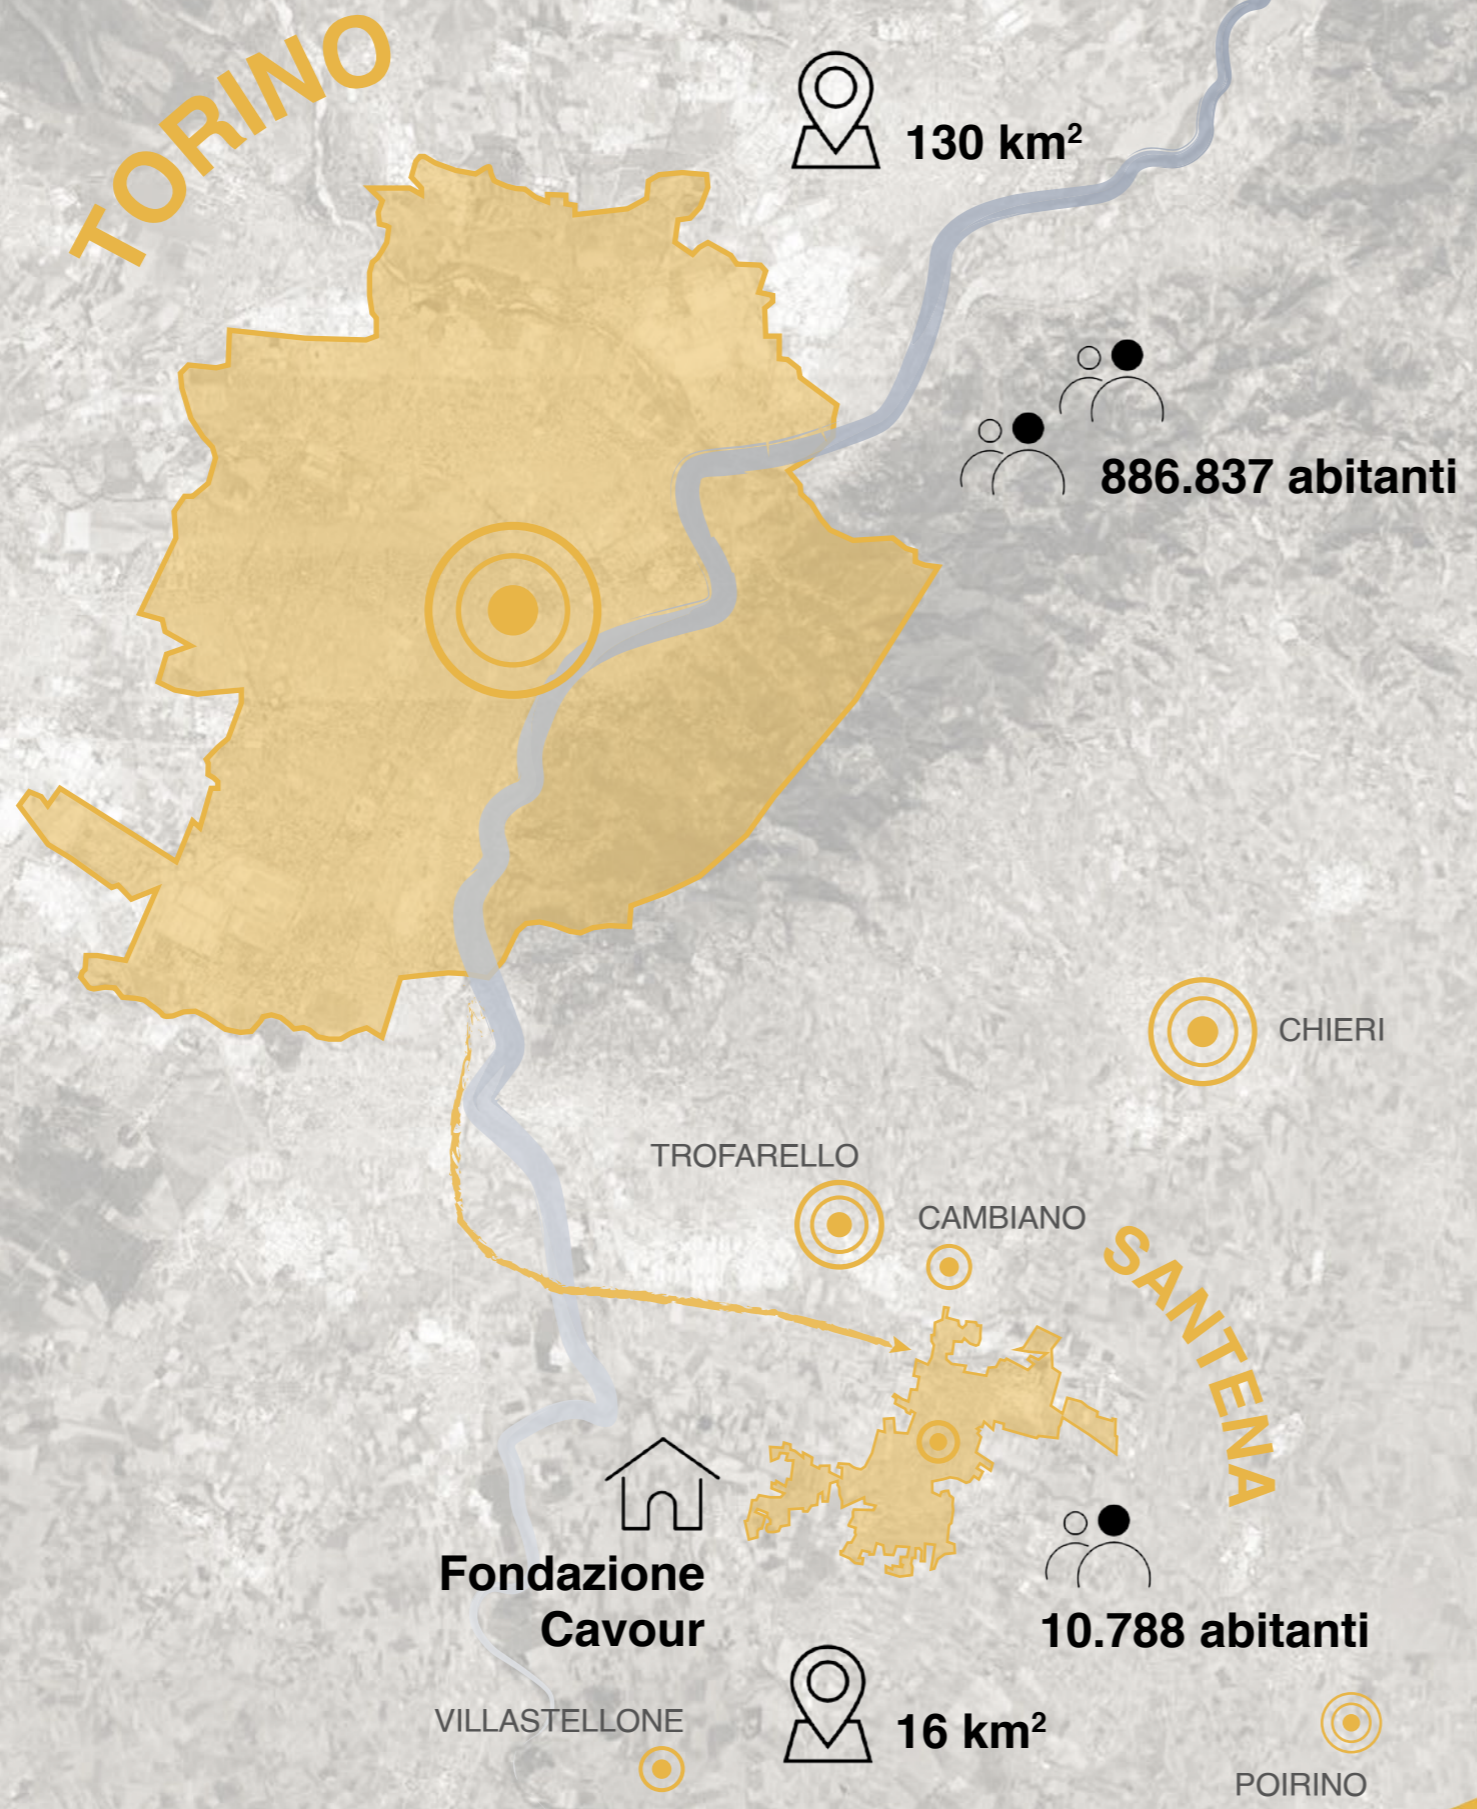 TORINO
130 km²
886.837 abitanti
CHIERI
TROFARELLO
CAMBIANO
SANTENA
Fondazione
Cavour
10.788 abitanti
16 km²
VILLASTELLONE
POIRINO